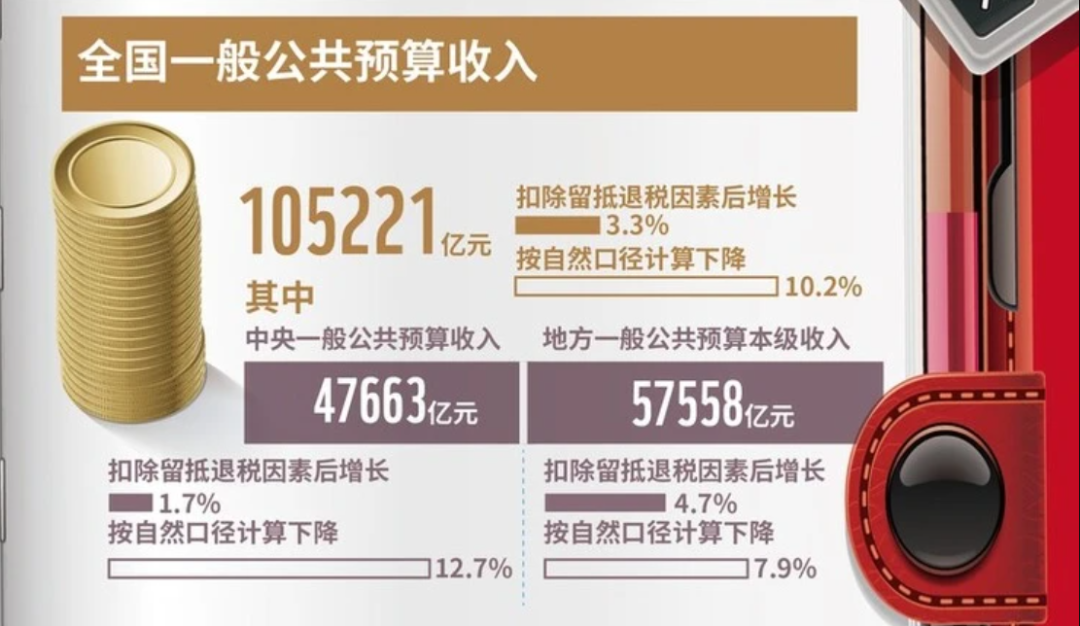 全国一般公共预算收入
105221亿元
扣除留抵退税因素后增长
3.3%
按自然口径计算下降
10.2%
其中
中央一般公共预算收入
47663亿元
扣除留抵退税因素后增长
1.7%
按自然口径计算下降
12.7%
地方一般公共预算本级收入
57558亿元
扣除留抵退税因素后增长
4.7%
按自然口径计算下降
7.9%